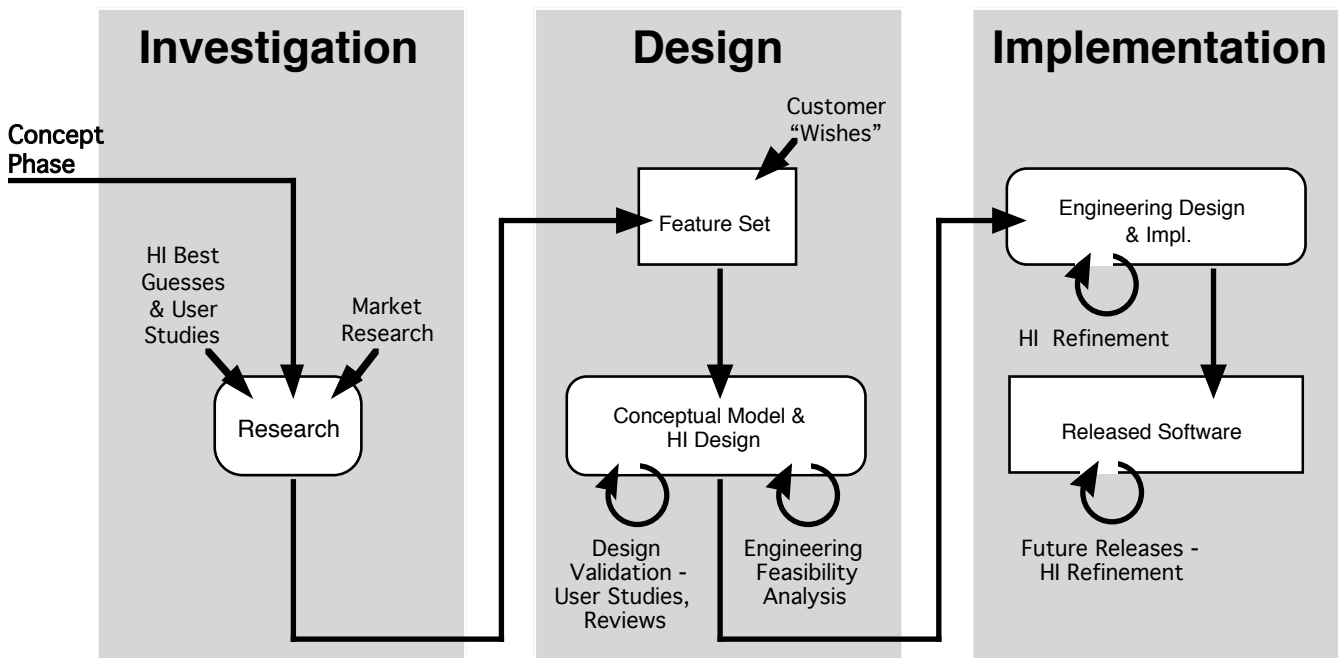 Investigation
Design
Implementation
Concept
Phase
HI Best
Guesses
& User
Studies
Market
Research
Research
Customer
“Wishes”
Feature Set
Conceptual Model &
HI Design
Design
Validation -
User Studies,
Reviews
Engineering
Feasibility
Analysis
Engineering Design
& Impl.
HI Refinement
Released Software
Future Releases -
HI Refinement